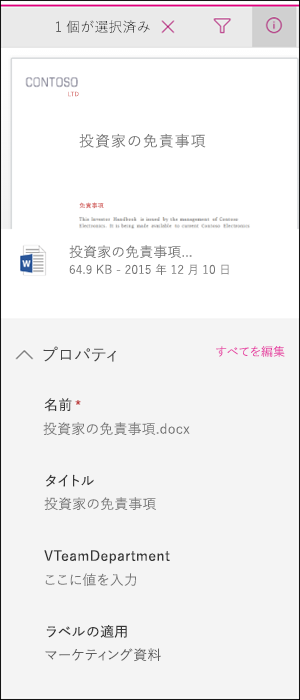 1 個が選択済み
CONTOSO
LTD
投資家の免責事項
免責事項
This Investor Handbook is issued by the management of Contoso
Electronics. It is being made available to current Contoso Electronics
投資家の免責事項...
64.9 KB - 2015 年 12 月 10 日
プロパティ
すべてを編集
名前 *
投資家の免責事項.docx
タイトル
投資家の免責事項
VTeamDepartment
ここに値を入力
ラベルの適用
マーケティング資料